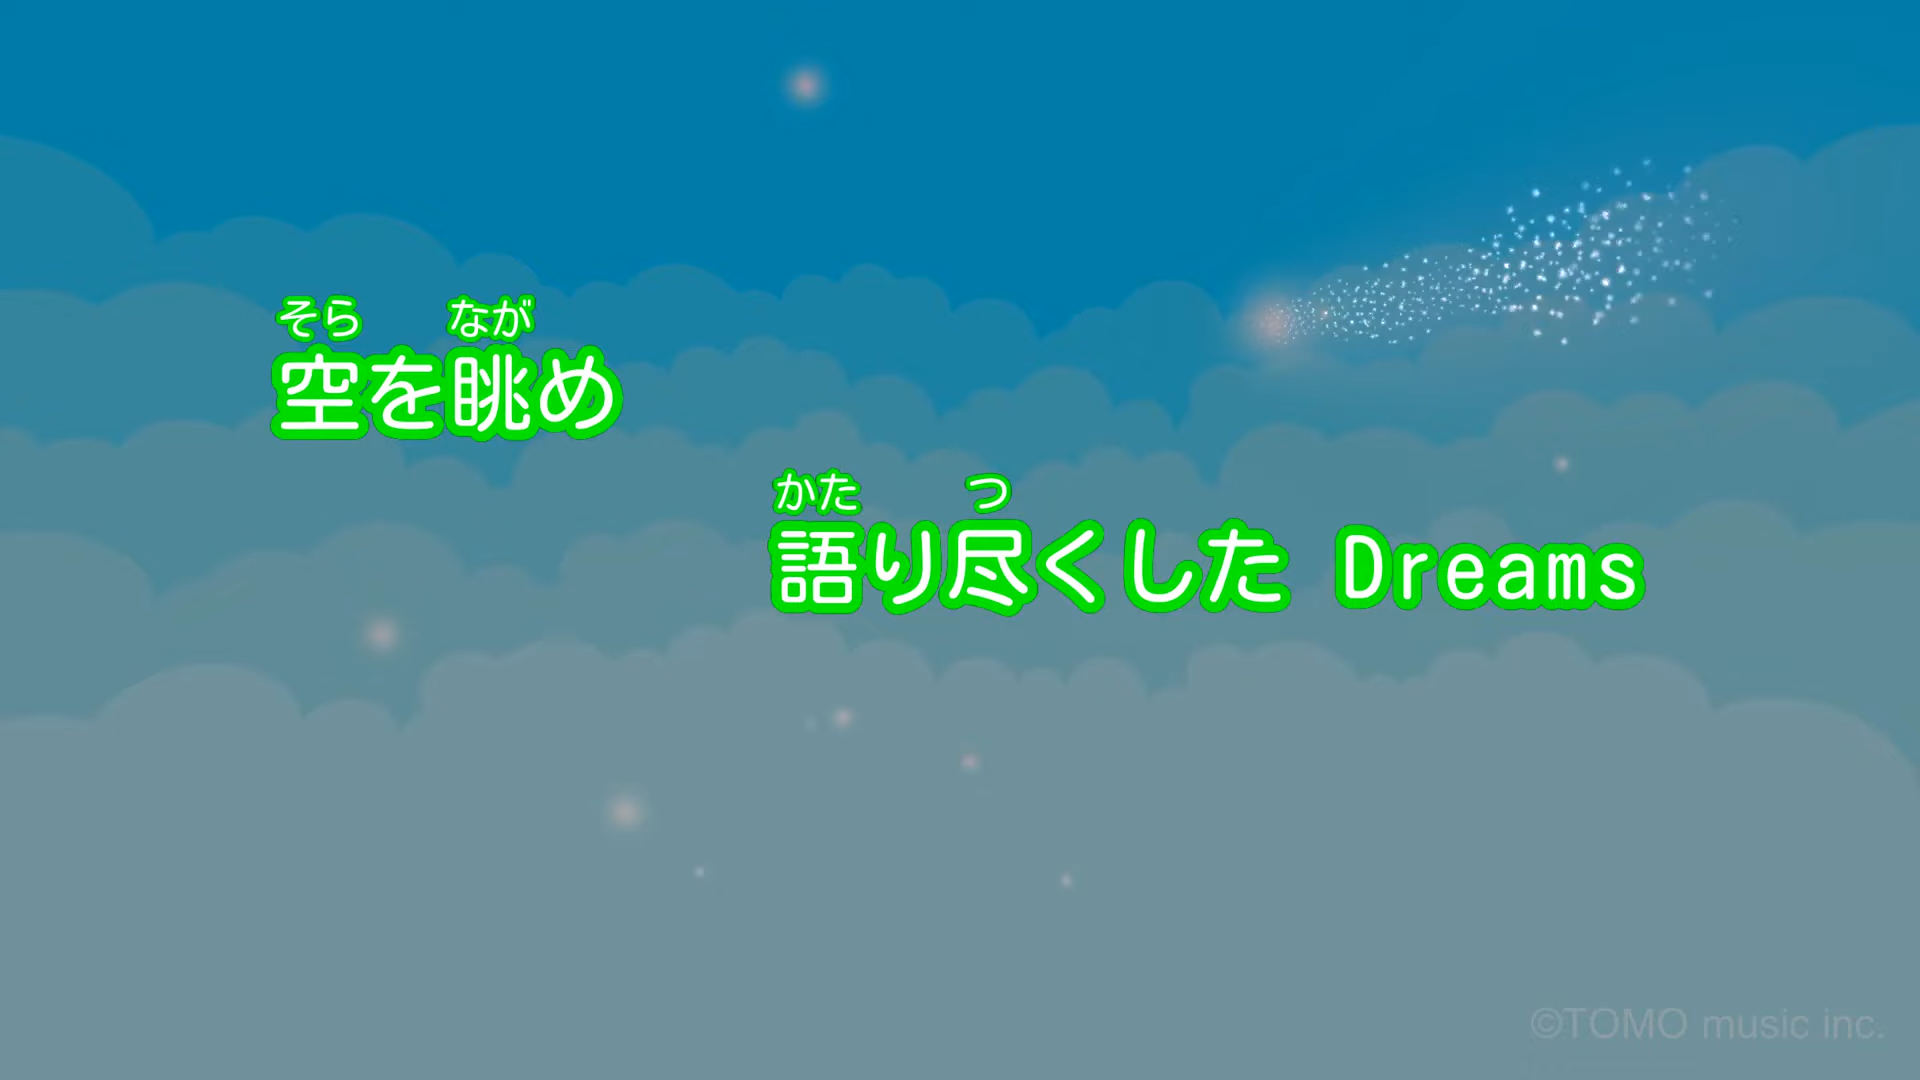 そら なが
空を眺め
かた つ
語り尽くした Dreams
©TOMO music inc.